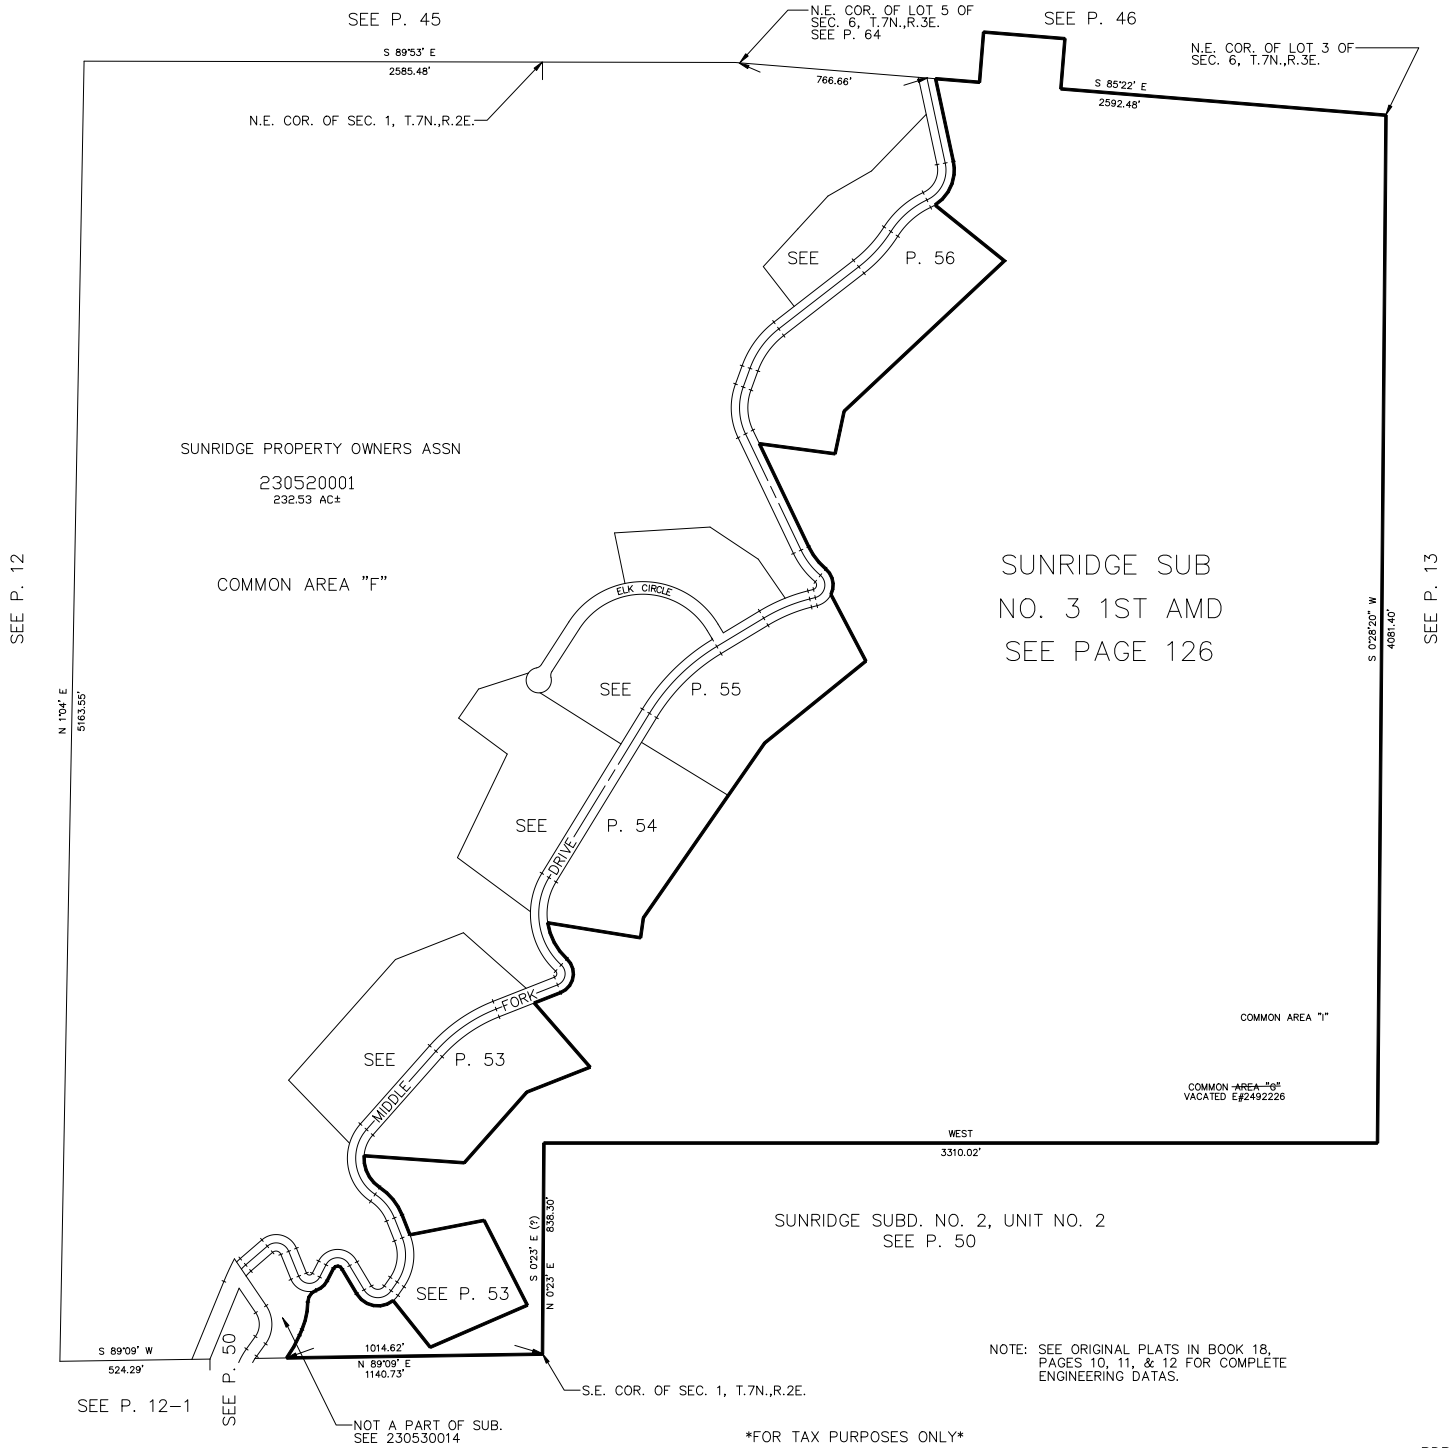 SEE P. 45
N.E. COR. OF LOT 5 OF
SEC. 6, T.7N.,R.3E.
SEE P. 64
SEE P. 46
N.E. COR. OF LOT 3 OF
SEC. 6, T.7N.,R.3E.
S 89°53' E
2585.48'
766.66'
S 85°22' E
2592.48'
N.E. COR. OF SEC. 1, T.7N.,R.2E.
SEE P. 56
SUNRIDGE PROPERTY OWNERS ASSN
230520001
232.53 AC±
COMMON AREA "F"
SEE P. 12
N 1°04' E
5163.55'
ELK CIRCLE
SUNRIDGE SUB
NO. 3 1ST AMD
SEE PAGE 126
S 0°28'20" W
4081.40'
SEE P. 13
SEE P. 55
SEE P. 54
DRIVE
FORK
MIDDLE
SEE P. 53
COMMON AREA "I"
COMMON AREA "G"
VACATED E#2492226
WEST
3310.02'
S 0°23' E (?)
838.30'
N 0°23' E
SUNRIDGE SUBD. NO. 2, UNIT NO. 2
SEE P. 50
SEE P. 53
S 89°09' W
524.29'
SEE P. 50
1014.62'
N 89°09' E
1140.73'
NOTE: SEE ORIGINAL PLATS IN BOOK 18,
PAGES 10, 11, & 12 FOR COMPLETE
ENGINEERING DATAS.
S.E. COR. OF SEC. 1, T.7N.,R.2E.
SEE P. 12-1
NOT A PART OF SUB.
SEE 230530014
*FOR TAX PURPOSES ONLY*